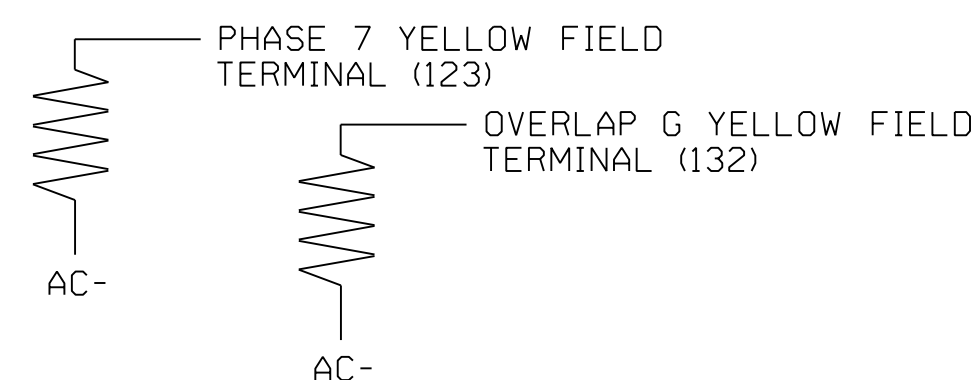 PHASE 7 YELLOW FIELD
TERMINAL (123)
OVERLAP G YELLOW FIELD
TERMINAL (132)
AC-
AC-